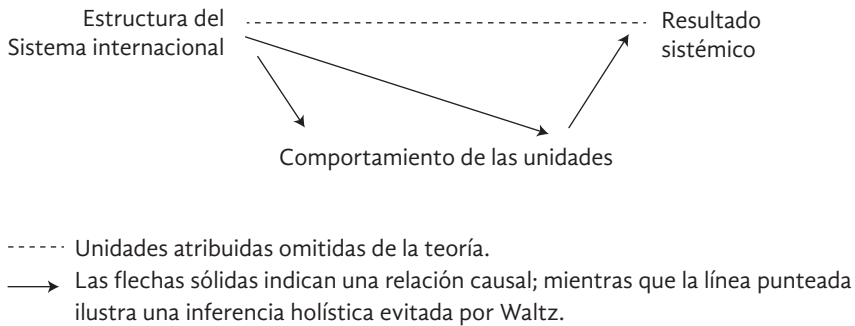 Estructura del
Sistema internacional
Resultado
sistémico
Comportamiento de las unidades
Unidades atribuidas omitidas de la teoría.
Las flechas sólidas indican una relación causal; mientras que la línea punteada
ilustra una inferencia holística evitada por Waltz.